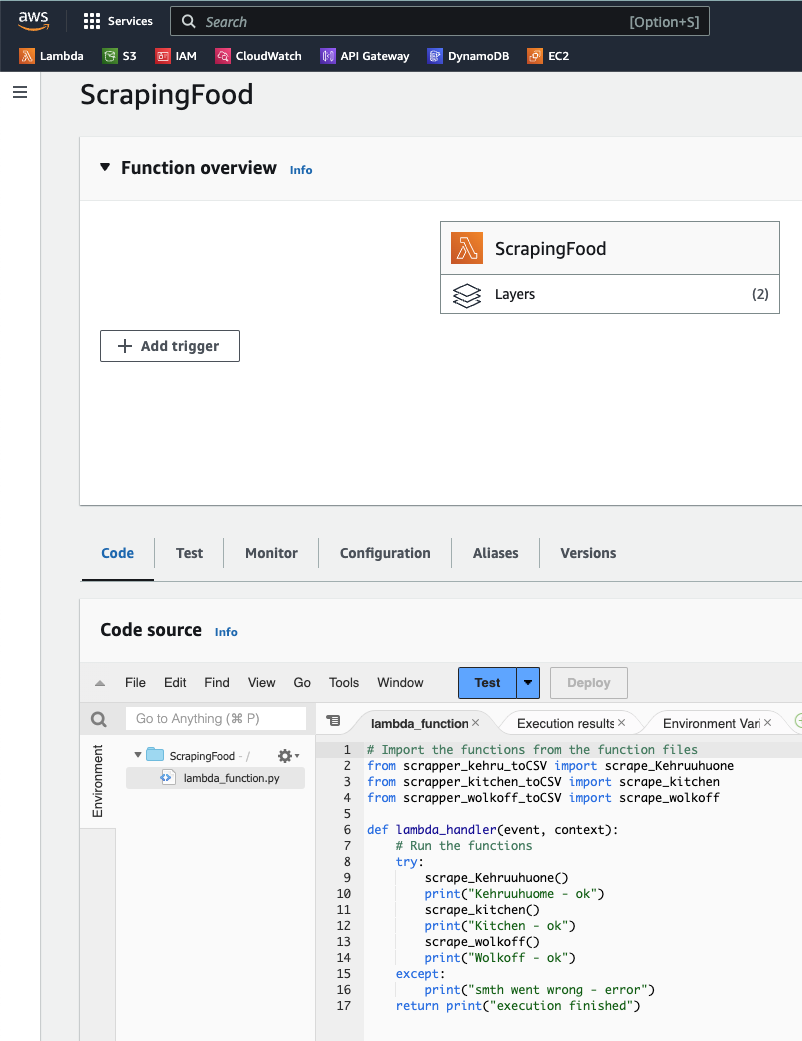 aws Services Search [Option+S]
Lambda S3 IAM CloudWatch API Gateway DynamoDB EC2
ScrapingFood
Function overview Info
ScrapingFood
Layers (2)
Add trigger
Code Test Monitor Configuration Aliases Versions
Code source Info
File Edit Find View Go Tools Window Test Deploy
Go to Anything (⌘ P) lambda_function Execution results Environment Vari
Environment
ScrapingFood - /
lambda_function.py
1 # Import the functions from the function files
2 from scrapper_kehru_toCSV import scrape_Kehruuhuone
3 from scrapper_kitchen_toCSV import scrape_kitchen
4 from scrapper_wolkoff_toCSV import scrape_wolkoff
5
6 def lambda_handler(event, context):
7     # Run the functions
8     try:
9         scrape_Kehruuhuone()
10         print("Kehruuhuome - ok")
11         scrape_kitchen()
12         print("Kitchen - ok")
13         scrape_wolkoff()
14         print("Wolkoff - ok")
15     except:
16         print("smth went wrong - error")
17     return print("execution finished")